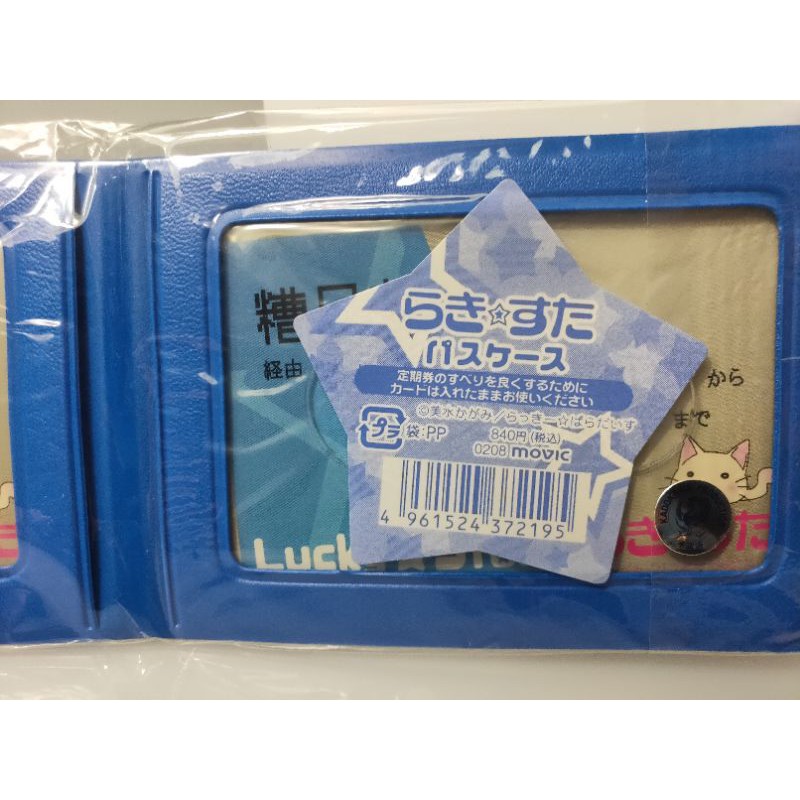 らき☆すた
パスケース
定期券のすべりを良くするために
カードは入れたままお使いください
©美水かがみ/らっきー☆ぱらだいす
プラ 袋:PP 840円(税込)
0208 movic
4 961524 372195
糟日
経由
から
まで
Lucky